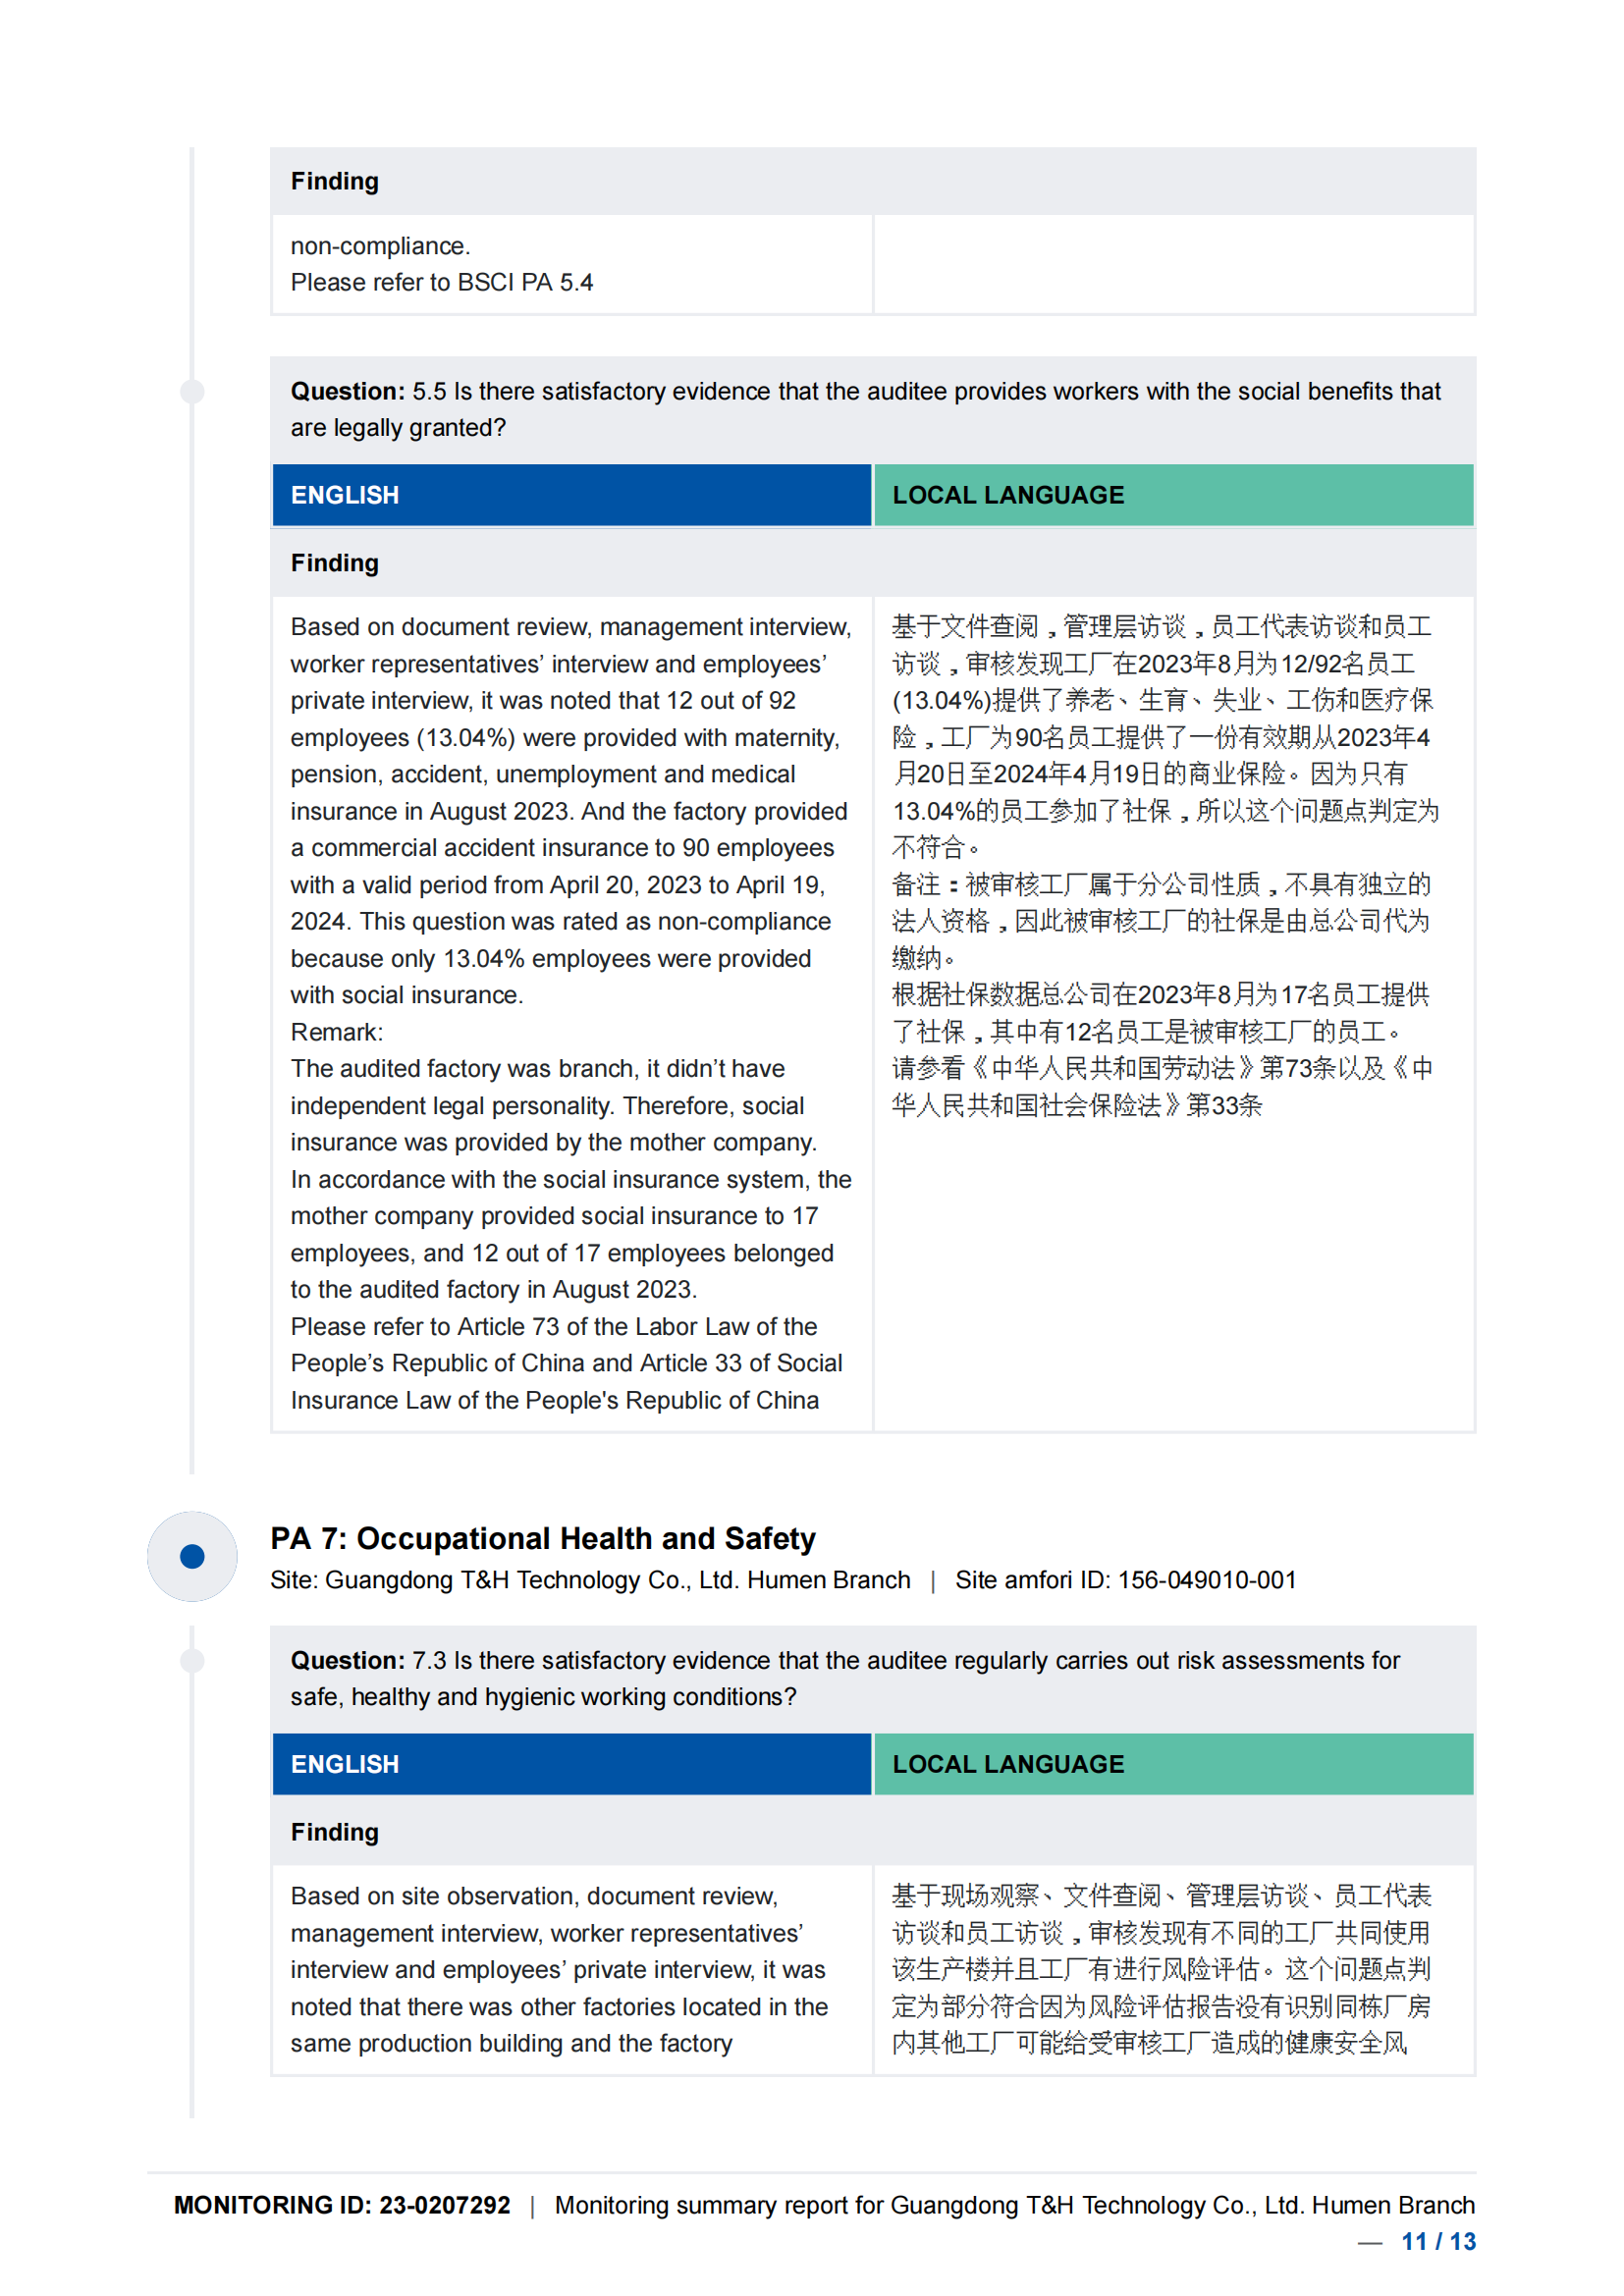 Finding
non-compliance.
Please refer to BSCI PA 5.4
Question: 5.5 Is there satisfactory evidence that the auditee provides workers with the social benefits that
are legally granted?
ENGLISH
LOCAL LANGUAGE
Finding
Based on document review, management interview,
worker representatives’ interview and employees’
private interview, it was noted that 12 out of 92
employees (13.04%) were provided with maternity,
pension, accident, unemployment and medical
insurance in August 2023. And the factory provided
a commercial accident insurance to 90 employees
with a valid period from April 20, 2023 to April 19,
2024. This question was rated as non-compliance
because only 13.04% employees were provided
with social insurance.
Remark:
The audited factory was branch, it didn’t have
independent legal personality. Therefore, social
insurance was provided by the mother company.
In accordance with the social insurance system, the
mother company provided social insurance to 17
employees, and 12 out of 17 employees belonged
to the audited factory in August 2023.
Please refer to Article 73 of the Labor Law of the
People’s Republic of China and Article 33 of Social
Insurance Law of the People's Republic of China
基于文件查阅，管理层访谈，员工代表访谈和员工
访谈，审核发现工厂在2023年8月为12/92名员工
(13.04%)提供了养老、生育、失业、工伤和医疗保
险，工厂为90名员工提供了一份有效期从2023年4
月20日至2024年4月19日的商业保险。因为只有
13.04%的员工参加了社保，所以这个问题点判定为
不符合。
备注：被审核工厂属于分公司性质，不具有独立的
法人资格，因此被审核工厂的社保是由总公司代为
缴纳。
根据社保数据总公司在2023年8月为17名员工提供
了社保，其中有12名员工是被审核工厂的员工。
请参看《中华人民共和国劳动法》第73条以及《中
华人民共和国社会保险法》第33条
PA 7: Occupational Health and Safety
Site: Guangdong T&H Technology Co., Ltd. Humen Branch | Site amfori ID: 156-049010-001
Question: 7.3 Is there satisfactory evidence that the auditee regularly carries out risk assessments for
safe, healthy and hygienic working conditions?
ENGLISH
LOCAL LANGUAGE
Finding
Based on site observation, document review,
management interview, worker representatives’
interview and employees’ private interview, it was
noted that there was other factories located in the
same production building and the factory
基于现场观察、文件查阅、管理层访谈、员工代表
访谈和员工访谈，审核发现有不同的工厂共同使用
该生产楼并且工厂有进行风险评估。这个问题点判
定为部分符合因为风险评估报告没有识别同栋厂房
内其他工厂可能给受审核工厂造成的健康安全风
MONITORING ID: 23-0207292 | Monitoring summary report for Guangdong T&H Technology Co., Ltd. Humen Branch
— 11 / 13